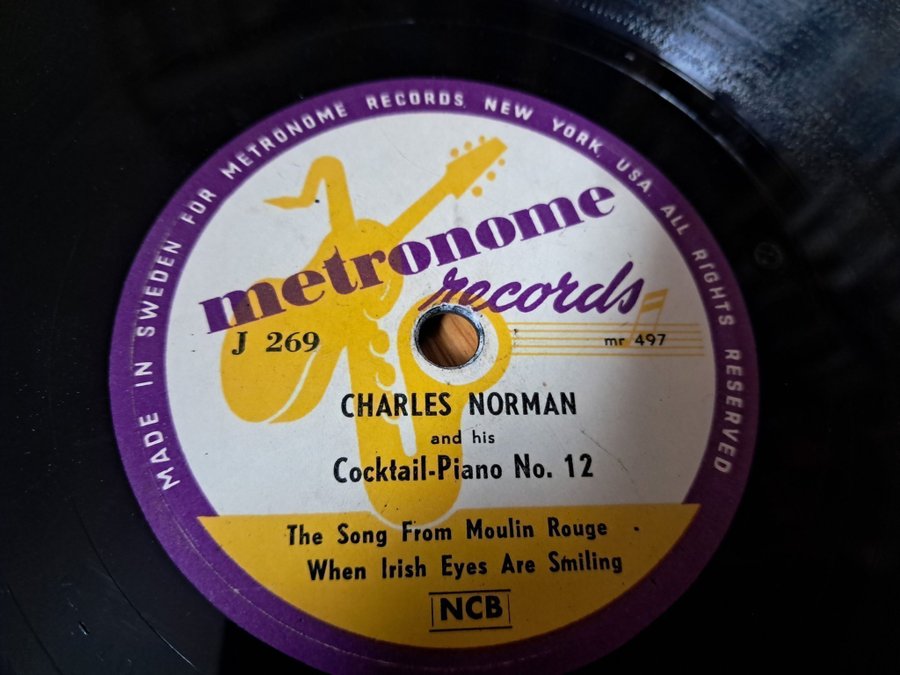 MADE IN SWEDEN FOR METRONOME RECORDS, NEW YORK, USA. ALL RIGHTS RESERVED
metronome
records
J 269
mr 497
CHARLES NORMAN
and his
Cocktail-Piano No. 12
The Song From Moulin Rouge -
When Irish Eyes Are Smiling
NCB